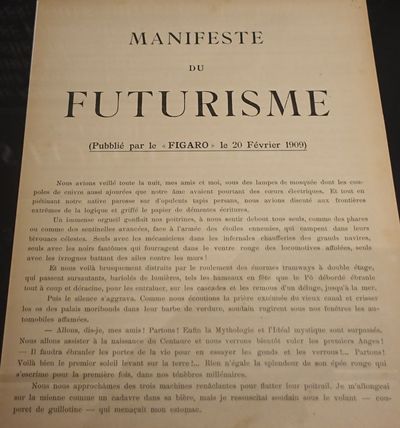 MANIFESTE
DU
FUTURISME
(Pubblié par le « FIGARO » le 20 Février 1909)
Nous avions veillé toute la nuit, mes amis et moi, sous des lampes de mosquée dont les cou-
poles de cuivre aussi ajourées que notre âme avaient pourtant des cœurs électriques. Et tout en
piétinant notre native paresse sur d'opulents tapis persans, nous avions discuté aux frontières
extrêmes de la logique et griffé le papier de démentes écritures.
Un immense orgueil gonflait nos poitrines, à nous sentir debout tous seuls, comme des phares
ou comme des sentinelles avancées, face à l'armée des étoiles ennemies, qui campent dans leurs
bivouacs célestes. Seuls avec les mécaniciens dans les infernales chaufferies des grands navires,
seuls avec les noirs fantômes qui fourragent dans le ventre rouge des locomotives affolées, seuls
avec les ivrognes battant des ailes contre les murs !
Et nous voilà brusquement distraits par le roulement des énormes tramways à double étage,
qui passent sursautants, bariolés de lumières, tels les hameaux en fête que le Pô débordé ébranle
tout à coup et déracine, pour les entraîner, sur les cascades et les remous d'un déluge, jusqu'à la mer.
Puis le silence s'aggrava. Comme nous écoutions la prière exténuée du vieux canal et crisser
les os des palais moribonds dans leur barbe de verdure, soudain rugirent sous nos fenêtres les au-
tomobiles affamées.
— Allons, dis-je, mes amis ! Partons ! Enfin la Mythologie et l'Idéal mystique sont surpassés.
Nous allons assister à la naissance du Centaure et nous verrons bientôt voler les premiers Anges !
— Il faudra ébranler les portes de la vie pour en essayer les gonds et les verrous !... Partons !
Voilà bien le premier soleil levant sur la terre !... Rien n'égale la splendeur de son épée rouge qui
s'escrime pour la première fois, dans nos ténèbres millénaires.
Nous nous approchâmes des trois machines renâclantes pour flatter leur poitrail. Je m'allongeai
sur la mienne comme un cadavre dans sa bière, mais je ressuscitai soudain sous le volant — cou-
peret de guillotine — qui menaçait mon estomac.